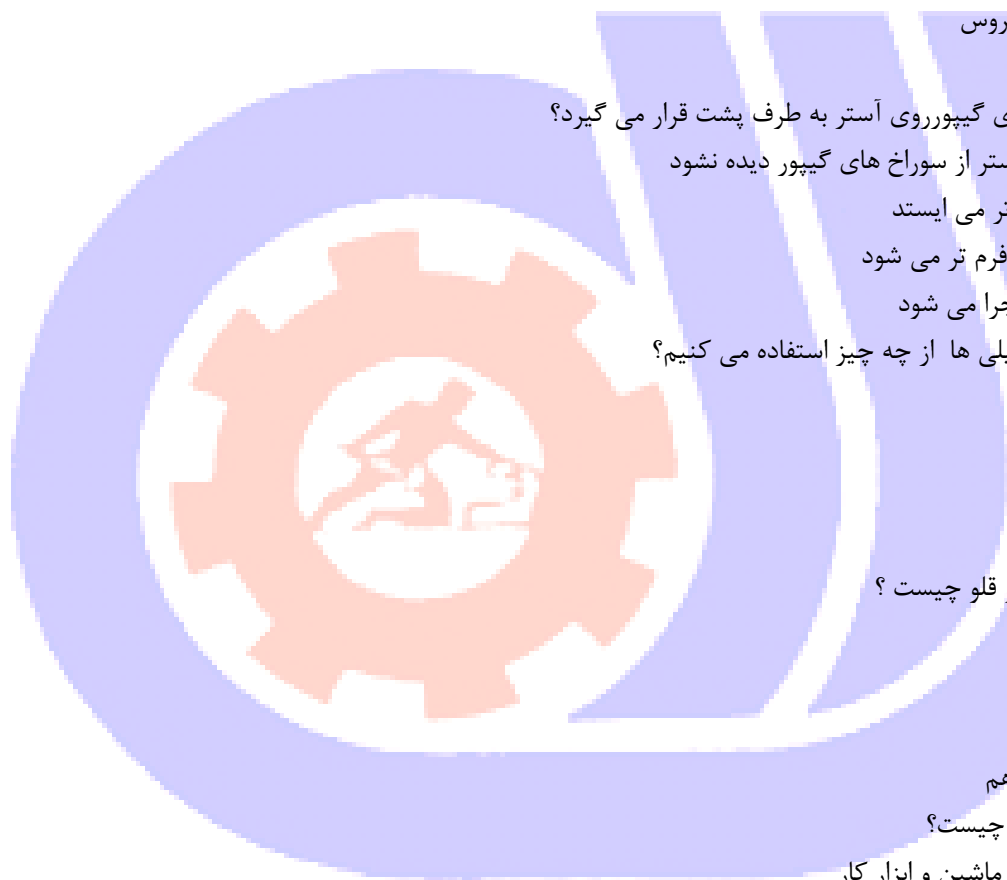 روس
ی گیپورروی آستر به طرف پشت قرار می گیرد؟
ستر از سوراخ های گیپور دیده نشود
تر می ایستد
فرم تر می شود
جرا می شود
یلی ها از چه چیز استفاده می کنیم؟
قلو چیست ؟
هم
چیست؟
ماشین و ابزار کار